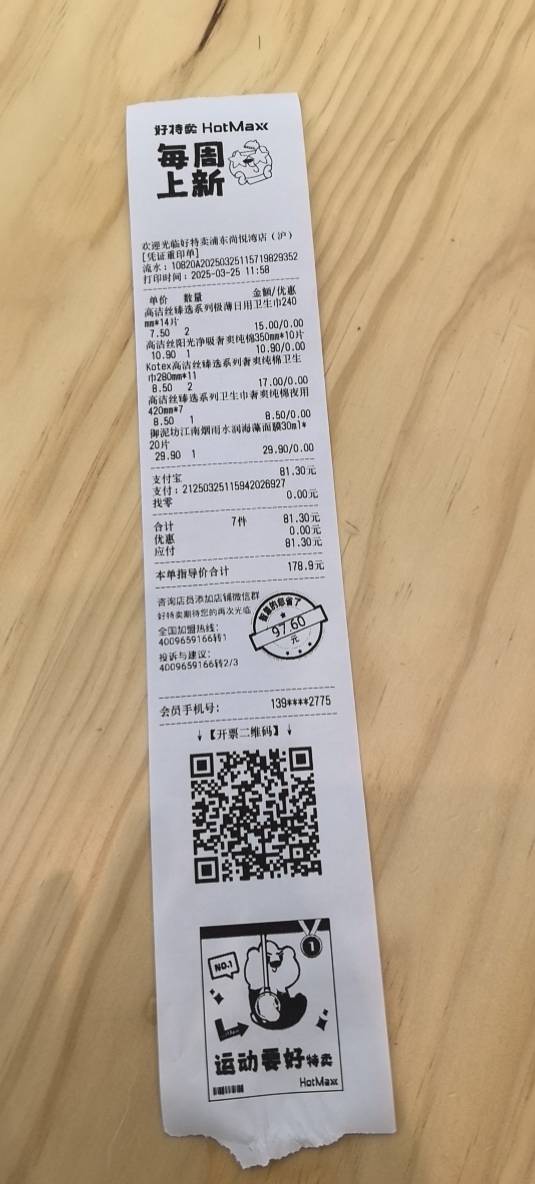 好特卖 HotMaxx
每周
上新
欢迎光临好特卖浦东尚悦湾店（沪）
[凭证重印单]
流水：10820A20250325115719829352
打印时间：2025-03-25 11:58
单价 数量 金额/优惠
高洁丝臻选系列极薄日用卫生巾240
mm*14片
7.50 2 15.00/0.00
高洁丝阳光净吸奢爽纯棉350mm*10片
10.90 1 10.90/0.00
Kotex高洁丝臻选系列奢爽纯棉卫生
巾280mm*11
8.50 2 17.00/0.00
高洁丝臻选系列卫生巾奢爽纯棉夜用
420mm*7
8.50 1 8.50/0.00
御泥坊江南烟雨水润海藻面膜30ml*
20片
29.90 1 29.90/0.00
支付宝 81.30元
支付：21250325115942026927
找零 0.00元
合计 7件 81.30元
优惠 0.00元
应付 81.30元
本单指导价合计 178.9元
咨询店员添加店铺微信群
好特卖期待您的再次光临
全国加盟热线：
4009659166转1
投诉与建议：
4009659166转2/3
的你省了
97.60
元
会员手机号： 139****2775
↓【开票二维码】↓
1
NO.1
运动要好特卖
HotMaxx